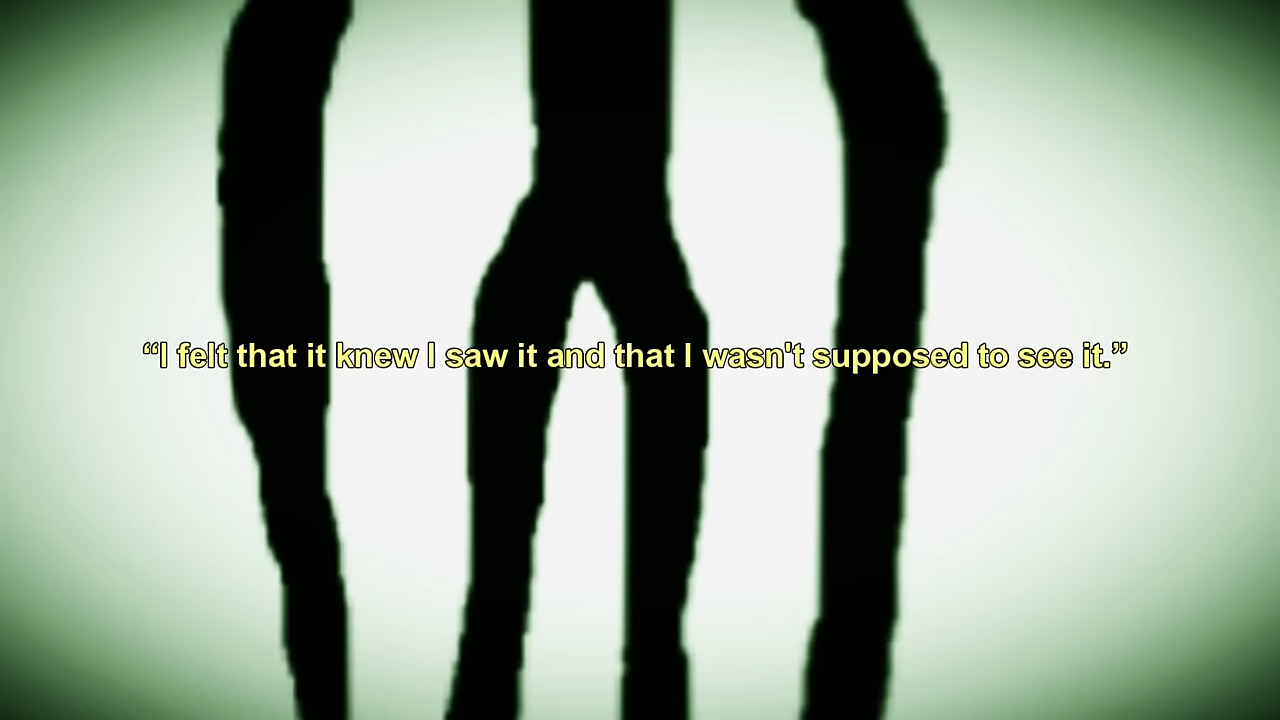 “I felt that it knew I saw it and that I wasn't supposed to see it.”